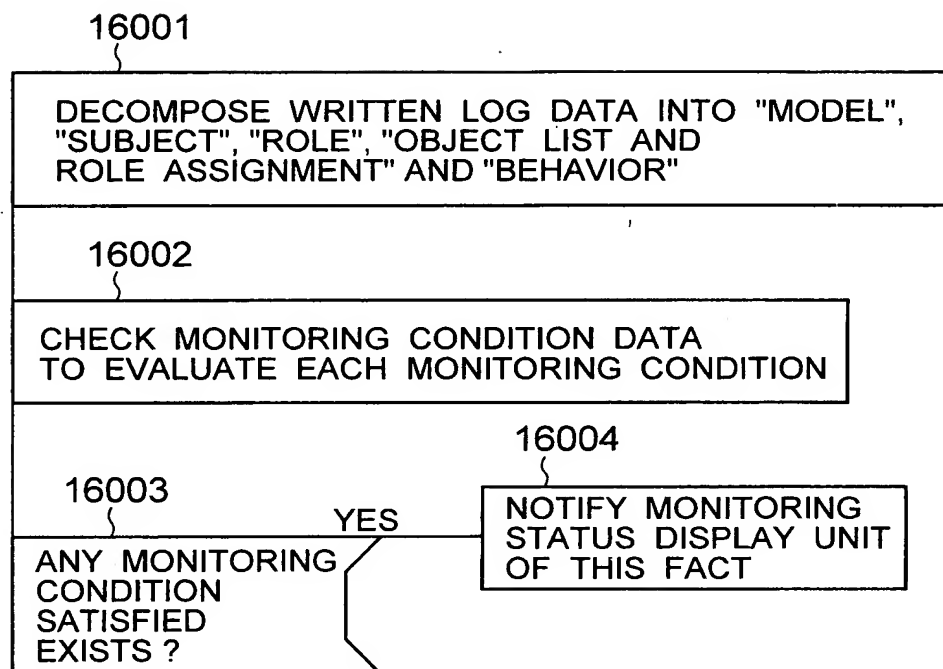 16001
DECOMPOSE WRITTEN LOG DATA INTO "MODEL",
"SUBJECT", "ROLE", "OBJECT LIST AND
ROLE ASSIGNMENT" AND "BEHAVIOR"
16002
CHECK MONITORING CONDITION DATA
TO EVALUATE EACH MONITORING CONDITION
16003
ANY MONITORING
CONDITION
SATISFIED
EXISTS ?
YES
16004
NOTIFY MONITORING
STATUS DISPLAY UNIT
OF THIS FACT